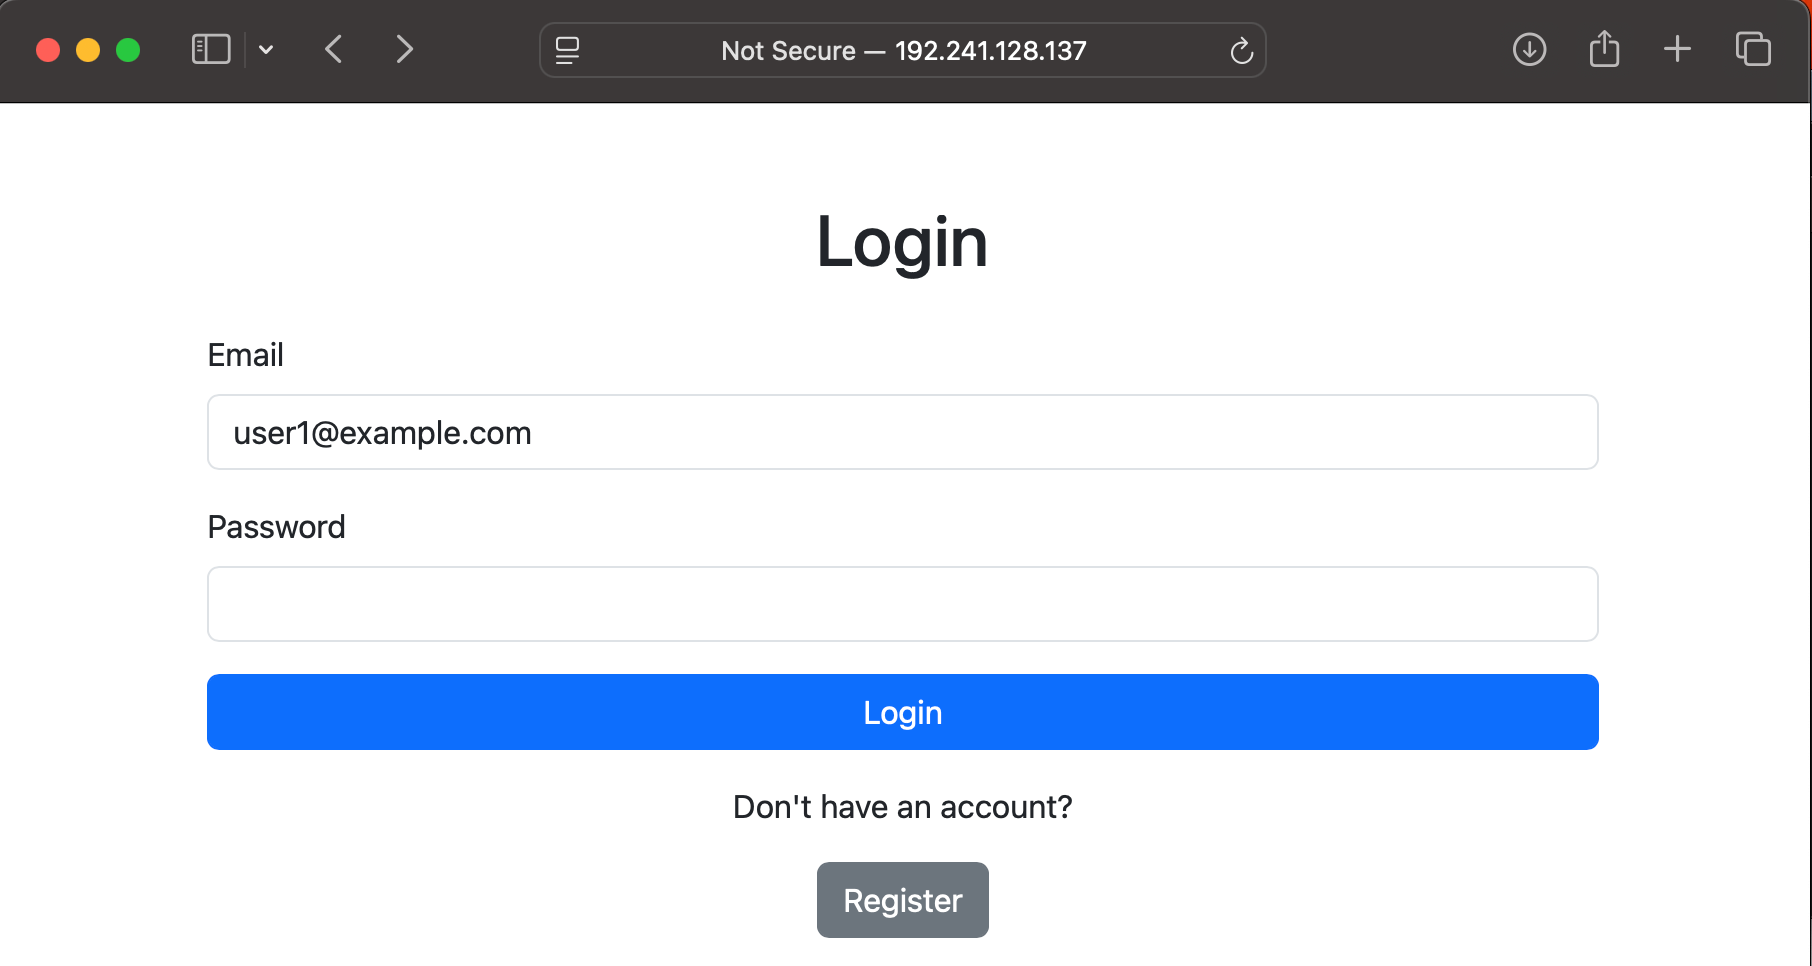 Not Secure — 192.241.128.137
Login
Email
user1@example.com
Password
Login
Don't have an account?
Register